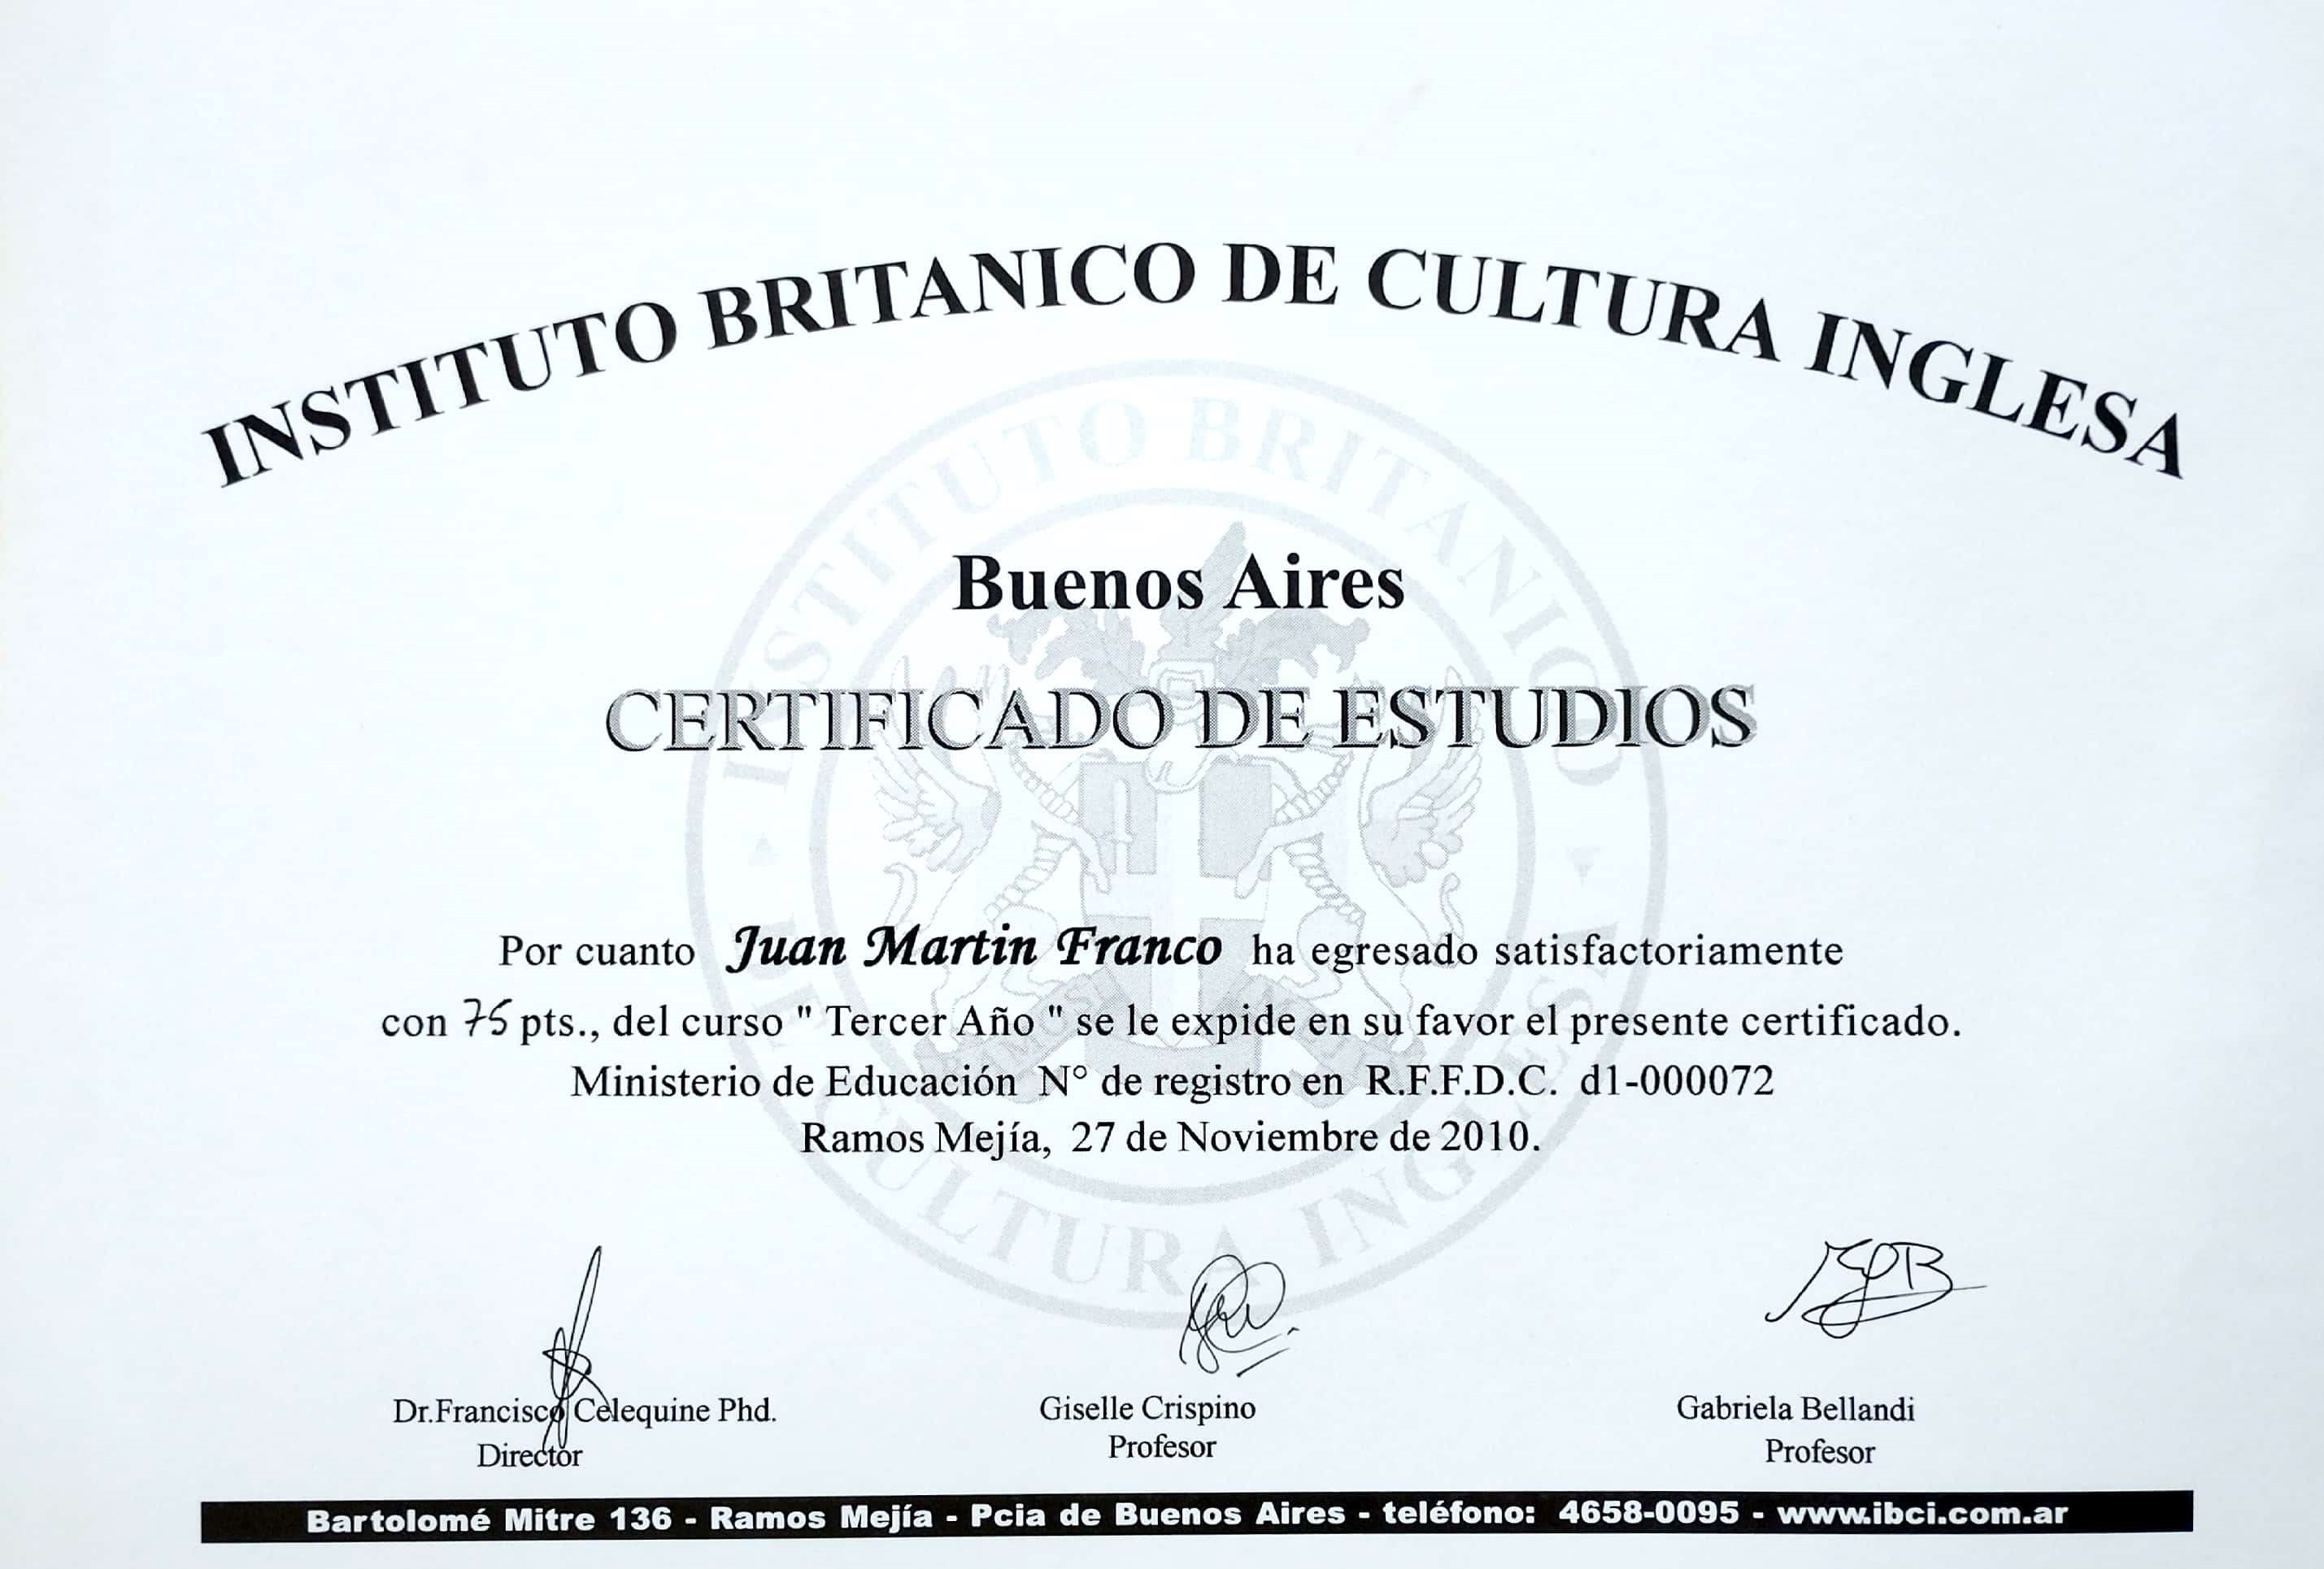 INSTITUTO BRITANICO DE CULTURA INGLESA
Buenos Aires
CERTIFICADO DE ESTUDIOS
Por cuanto Juan Martin Franco ha egresado satisfactoriamente
con 75 pts., del curso " Tercer Año " se le expide en su favor el presente certificado.
Ministerio de Educación N° de registro en R.F.F.D.C. d1-000072
Ramos Mejía, 27 de Noviembre de 2010.
INSTITUTO BRITANICO
DE CULTURA INGLESA
Dr.Francisco Celequine Phd.
Director
Giselle Crispino
Profesor
Gabriela Bellandi
Profesor
Bartolomé Mitre 136 - Ramos Mejía - Pcia de Buenos Aires - teléfono: 4658-0095 - www.ibci.com.ar